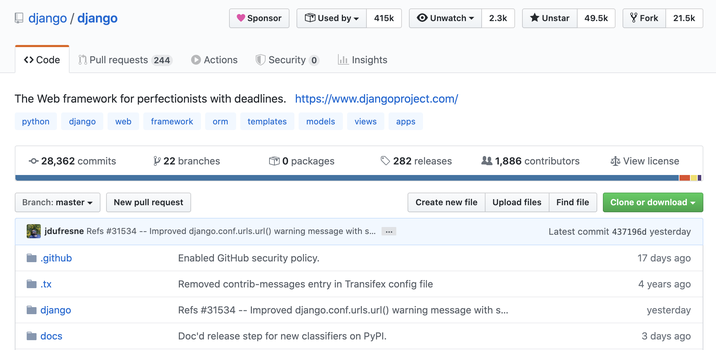 django / django Sponsor Used by 415k Unwatch 2.3k Unstar 49.5k Fork 21.5k
Code Pull requests 244 Actions Security 0 Insights
The Web framework for perfectionists with deadlines. https://www.djangoproject.com/
python django web framework orm templates models views apps
28,362 commits 22 branches 0 packages 282 releases 1,886 contributors View license
Branch: master New pull request Create new file Upload files Find file Clone or download
jdufresne Refs #31534 -- Improved django.conf.urls.url() warning message with s... ... Latest commit 437196d yesterday
.github Enabled GitHub security policy. 17 days ago
.tx Removed contrib-messages entry in Transifex config file 4 years ago
django Refs #31534 -- Improved django.conf.urls.url() warning message with s... yesterday
docs Doc'd release step for new classifiers on PyPI. 3 days ago